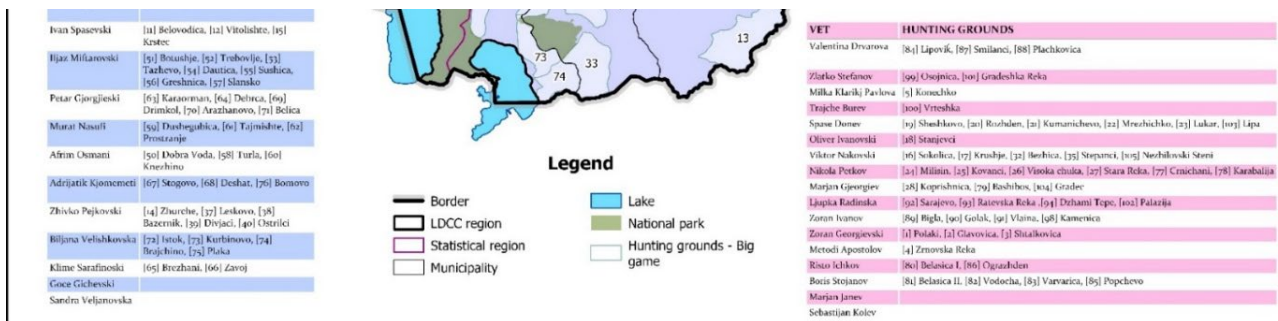 Ivan Spasevski [11] Belovodica, [12] Vitolishte, [15]
Krstec
Iljaz Miftarovski [51] Botushje, [52] Trebovlje, [53]
Tazhevo, [54] Dautica, [55] Sushica,
[56] Greshnica, [57] Slansko
Petar Gjorgjieski [63] Karaorman, [64] Debrca, [69]
Drimkol, [70] Arazhanovo, [71] Belica
Murat Nasufi [59] Dushegubica, [61] Tajmishte, [62]
Prostranje
Afrim Osmani [50] Dobra Voda, [58] Turla, [60]
Knezhino
Adrijatik Kjomemeti [67] Stogovo, [68] Deshat, [76] Bomovo
Zhivko Pejkovski [14] Zhurche, [37] Leskovo, [38]
Bazernik, [39] Divjaci, [40] Ostrilci
Biljana Velishkovska [72] Istok, [73] Kurbinovo, [74]
Brajchino, [75] Plaka
Klime Sarafinoski [65] Brezhani, [66] Zavoj
Goce Gichevski
Sandra Veljanovska
13
73
33
74
Legend
Border
LDCC region
Statistical region
Municipality
Lake
National park
Hunting grounds - Big
game
VET HUNTING GROUNDS
Valentina Drvarova [84] Lipovik, [87] Smilanci, [88] Plachkovica
Zlatko Stefanov [99] Osojnica, [101] Gradeshka Reka
Milka Klarikj Pavlova [5] Konechko
Trajche Burev [100] Vrteshka
Spase Donev [19] Sheshkovo, [20] Rozhden, [21] Kumanichevo, [22] Mrezhichko, [23] Lukar, [103] Lipa
Oliver Ivanovski [18] Stanjevci
Viktor Nakovski [16] Sokolica, [17] Krushje, [32] Bezhica, [35] Stepanci, [105] Nezhilovski Steni
Nikola Petkov [24] Milisin, [25] Kovanci, [26] Visoka chuka, [27] Stara Reka, [77] Crnichani, [78] Karabalija
Marjan Gjeorgiev [28] Koprishnica, [79] Bashibos, [104] Gradec
Ljupka Radinska [92] Sarajevo, [93] Ratevska Reka ,[94] Dzhami Tepe, [102] Palazija
Zoran Ivanov [89] Bigla, [90] Golak, [91] Vlaina, [98] Kamenica
Zoran Georgievski [1] Polaki, [2] Glavovica, [3] Shtalkovica
Metodi Apostolov [4] Zrnovska Reka
Risto Ichkov [80] Belasica I, [86] Ograzhden
Boris Stojanov [81] Belasica II, [82] Vodocha, [83] Varvarica, [85] Popchevo
Marjan Janev
Sebastijan Kolev